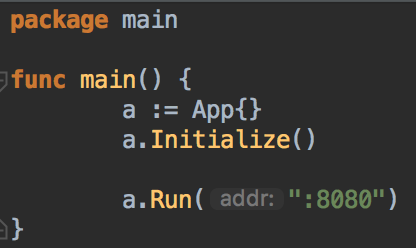 package main
func main() {
a := App{}
a.Initialize()
a.Run( addr: ":8080")
}